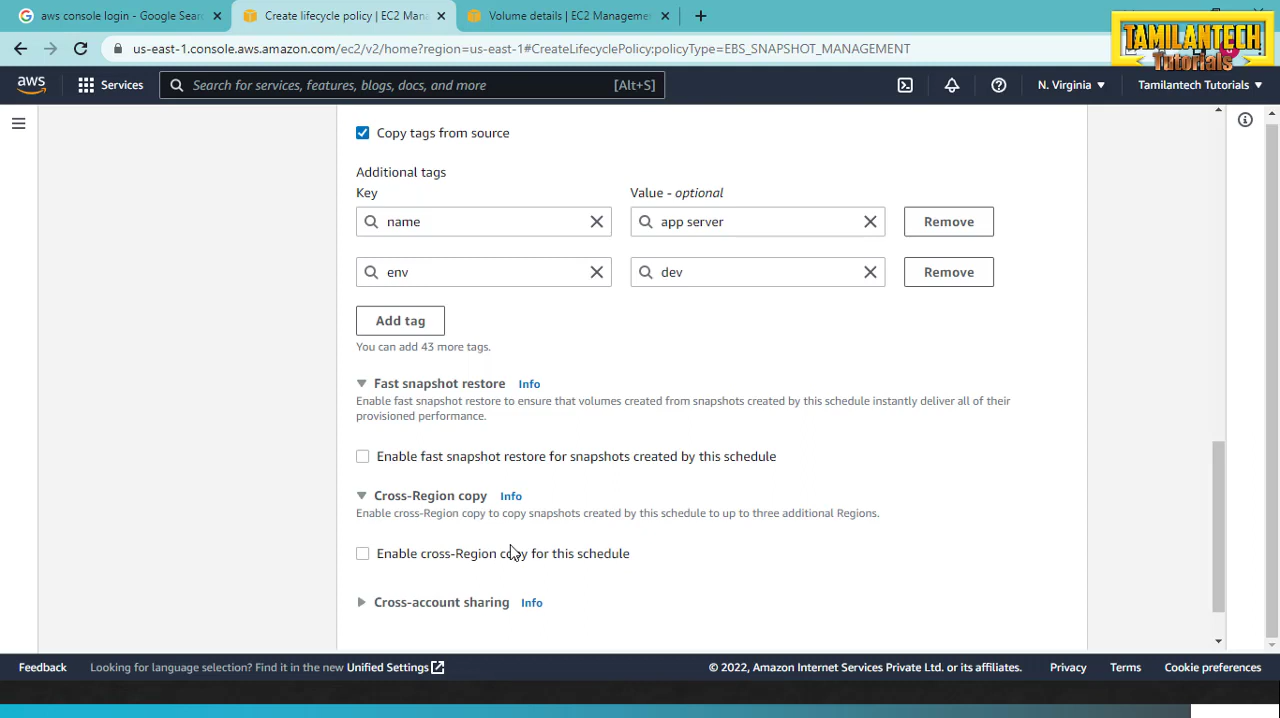 aws console login - Google Sear
Create lifecycle policy | EC2 Mana
Volume details | EC2 Managemen
us-east-1.console.aws.amazon.com/ec2/v2/home?region=us-east-1#CreateLifecyclePolicy:policyType=EBS_SNAPSHOT_MANAGEMENT
TAMILANTECH
Tutorials
aws
Services
Search for services, features, blogs, docs, and more
[Alt+S]
N. Virginia
Tamilantech Tutorials
Copy tags from source
Additional tags
Key
Value - optional
name
app server
Remove
env
dev
Remove
Add tag
You can add 43 more tags.
Fast snapshot restore Info
Enable fast snapshot restore to ensure that volumes created from snapshots created by this schedule instantly deliver all of their
provisioned performance.
Enable fast snapshot restore for snapshots created by this schedule
Cross-Region copy Info
Enable cross-Region copy to copy snapshots created by this schedule to up to three additional Regions.
Enable cross-Region copy for this schedule
Cross-account sharing Info
Feedback
Looking for language selection? Find it in the new Unified Settings
© 2022, Amazon Internet Services Private Ltd. or its affiliates.
Privacy
Terms
Cookie preferences